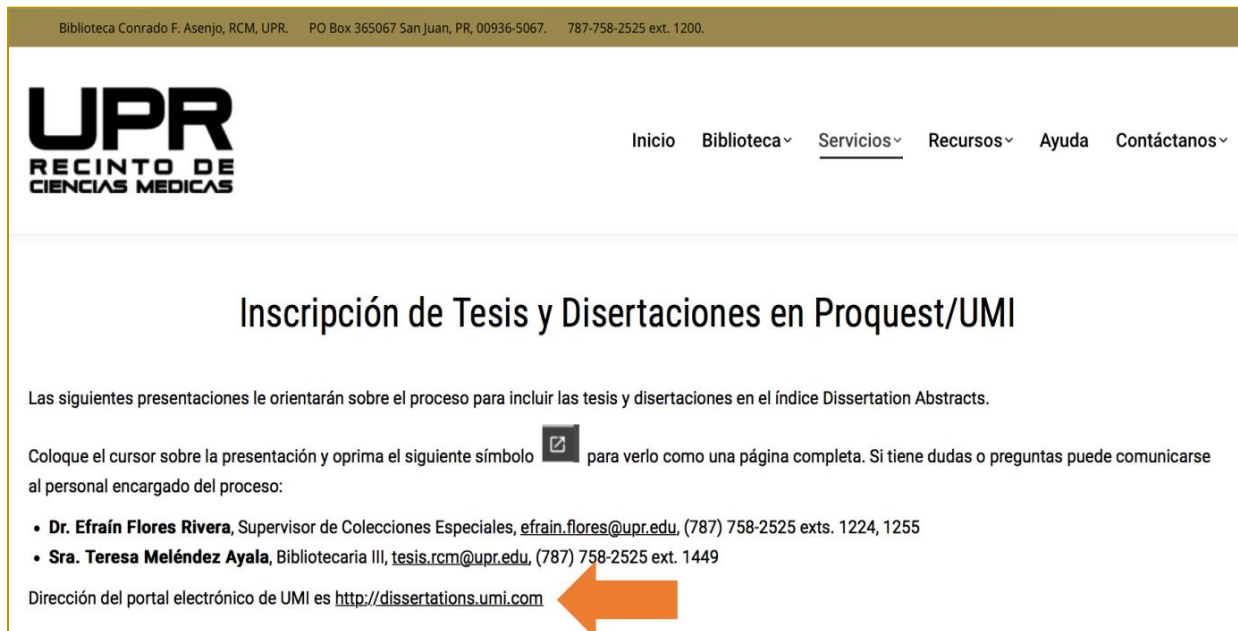 Biblioteca Conrado F. Asenjo, RCM, UPR. PO Box 365067 San Juan, PR, 00936-5067. 787-758-2525 ext. 1200.
UPR
RECINTO DE
CIENCIAS MEDICAS
Inicio Biblioteca Servicios Recursos Ayuda Contáctanos
Inscripción de Tesis y Disertaciones en Proquest/UMI
Las siguientes presentaciones le orientarán sobre el proceso para incluir las tesis y disertaciones en el índice Dissertation Abstracts.
Coloque el cursor sobre la presentación y oprima el siguiente símbolo para verlo como una página completa. Si tiene dudas o preguntas puede comunicarse
al personal encargado del proceso:
• Dr. Efraín Flores Rivera, Supervisor de Colecciones Especiales, efrain.flores@upr.edu, (787) 758-2525 exts. 1224, 1255
• Sra. Teresa Meléndez Ayala, Bibliotecaria III, tesis.rcm@upr.edu, (787) 758-2525 ext. 1449
Dirección del portal electrónico de UMI es http://dissertations.umi.com